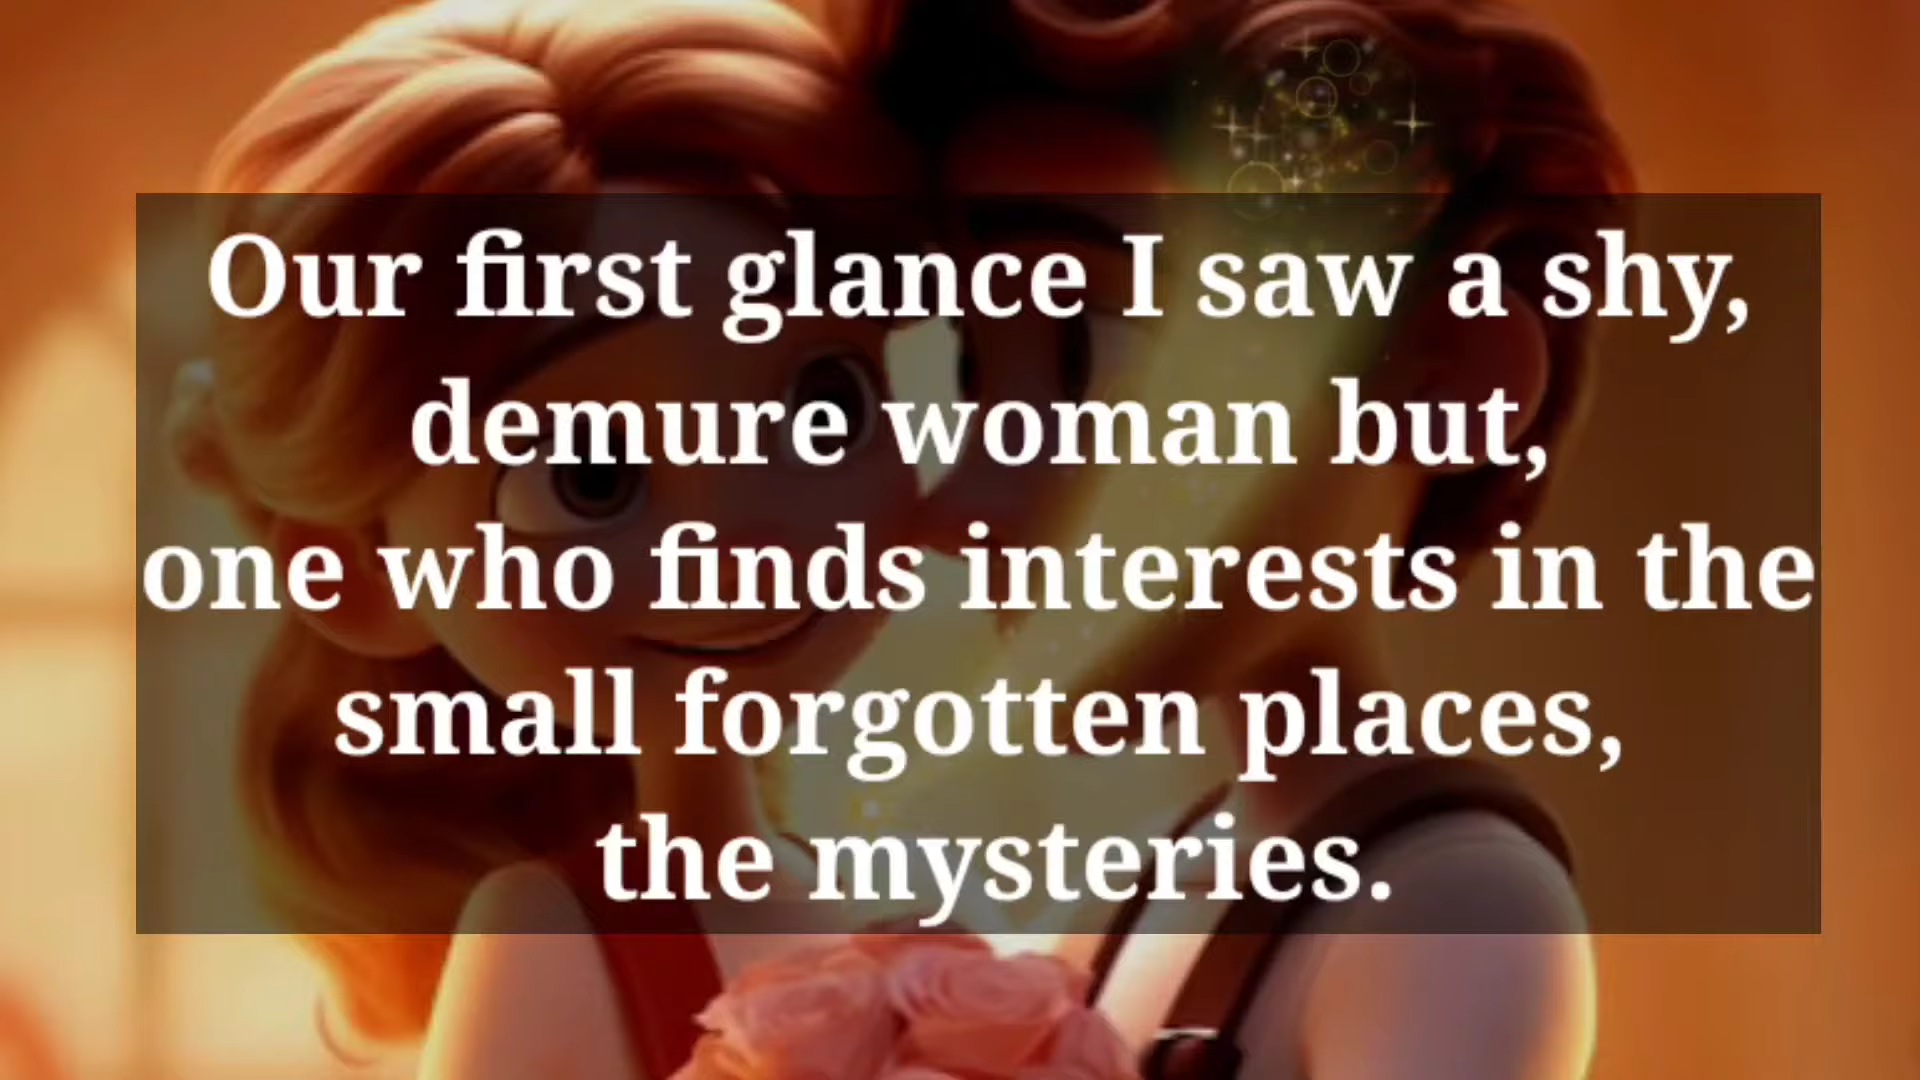 Our first glance I saw a shy,
demure woman but,
one who finds interests in the
small forgotten places,
the mysteries.